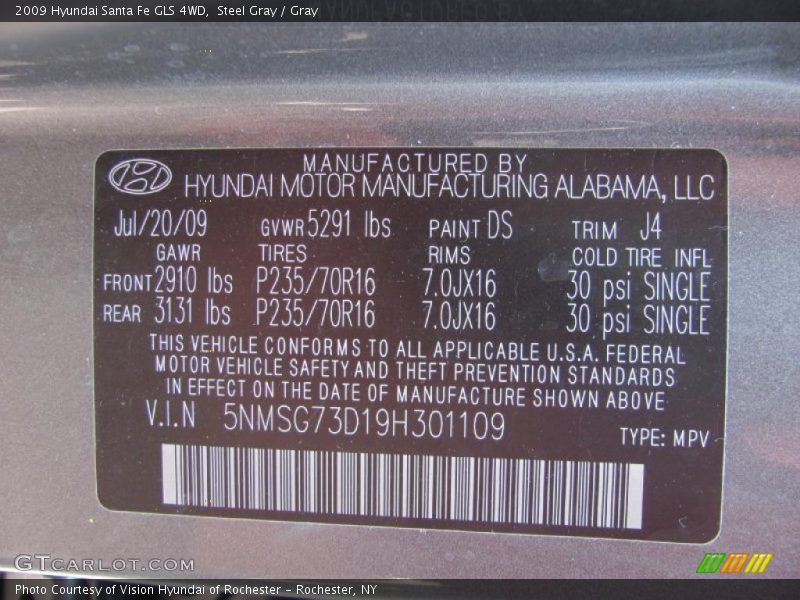 2009 Hyundai Santa Fe GLS 4WD, Steel Gray / Gray
MANUFACTURED BY
HYUNDAI MOTOR MANUFACTURING ALABAMA, LLC
Jul/20/09 GVWR 5291 lbs PAINT DS TRIM J4
GAWR TIRES RIMS COLD TIRE INFL
FRONT 2910 lbs P235/70R16 7.0JX16 30 psi SINGLE
REAR 3131 lbs P235/70R16 7.0JX16 30 psi SINGLE
THIS VEHICLE CONFORMS TO ALL APPLICABLE U.S.A. FEDERAL
MOTOR VEHICLE SAFETY AND THEFT PREVENTION STANDARDS
IN EFFECT ON THE DATE OF MANUFACTURE SHOWN ABOVE
V.I.N 5NMSG73D19H301109
TYPE: MPV
GTCARLOT.COM
Photo Courtesy of Vision Hyundai of Rochester - Rochester, NY